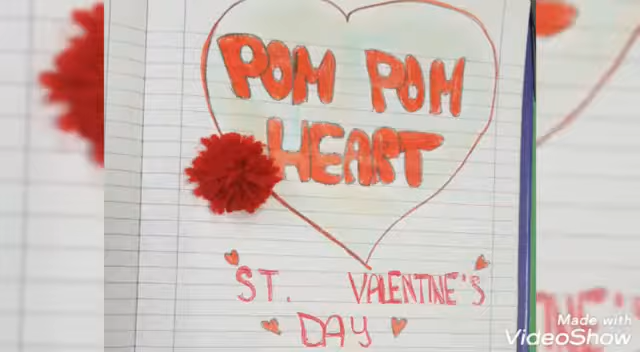 POM POM
HEART
ST. VALENTINE'S
DAY
Made with
VideoShow